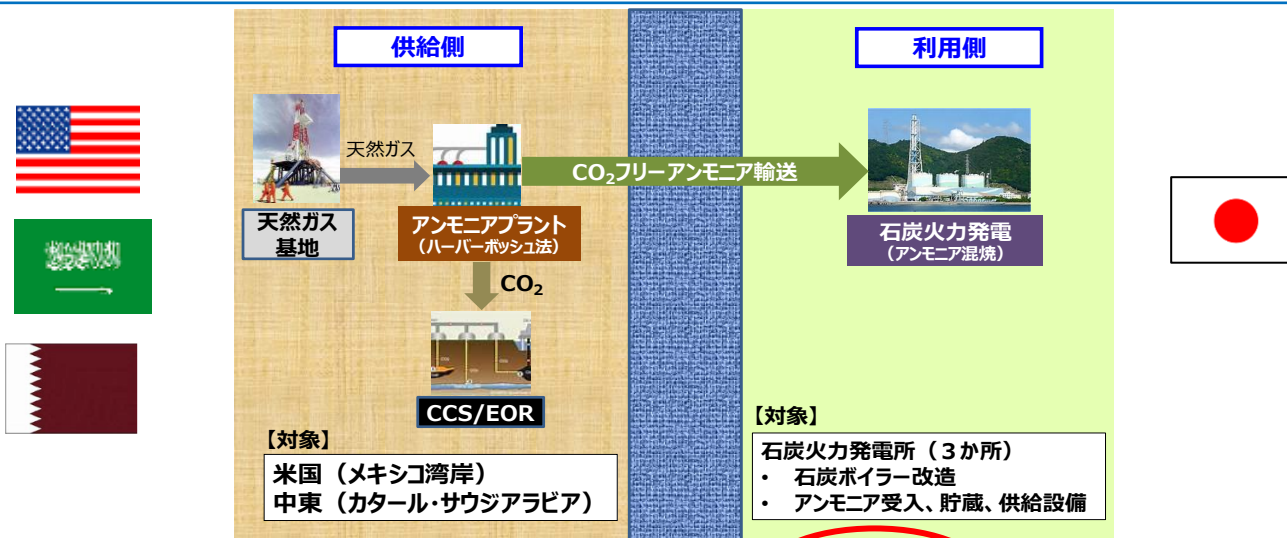 供給側
利用側
天然ガス
CO₂フリーアンモニア輸送
天然ガス
基地
アンモニアプラント
（ハーバーボッシュ法）
石炭火力発電
（アンモニア混焼）
CO₂
CCS/EOR
【対象】
米国（メキシコ湾岸）
中東（カタール・サウジアラビア）
【対象】
石炭火力発電所（３か所）
• 石炭ボイラー改造
• アンモニア受入、貯蔵、供給設備